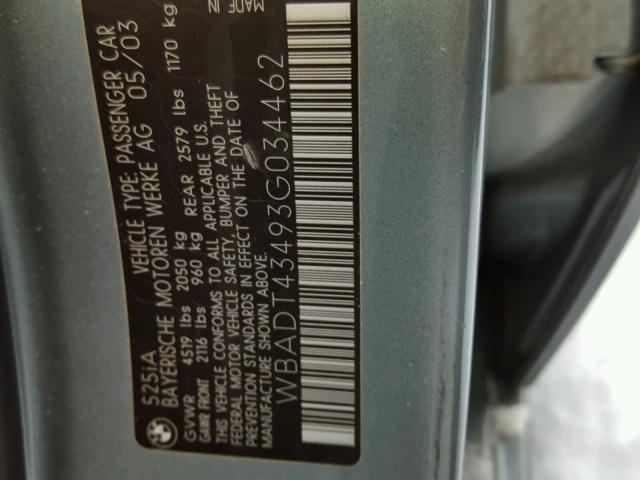 525iA VEHICLE TYPE: PASSENGER CAR
BAYERISCHE MOTOREN WERKE AG 05/03
GVWR 4519 lbs 2050 kg REAR 2579 lbs 1170 kg
GAWR FRONT 2116 lbs 960 kg
THIS VEHICLE CONFORMS TO ALL APPLICABLE U.S.
FEDERAL MOTOR VEHICLE SAFETY, BUMPER AND THEFT
PREVENTION STANDARDS IN EFFECT ON THE DATE OF
MANUFACTURE SHOWN ABOVE.
MADE IN
WBADT43493G034462
BMW